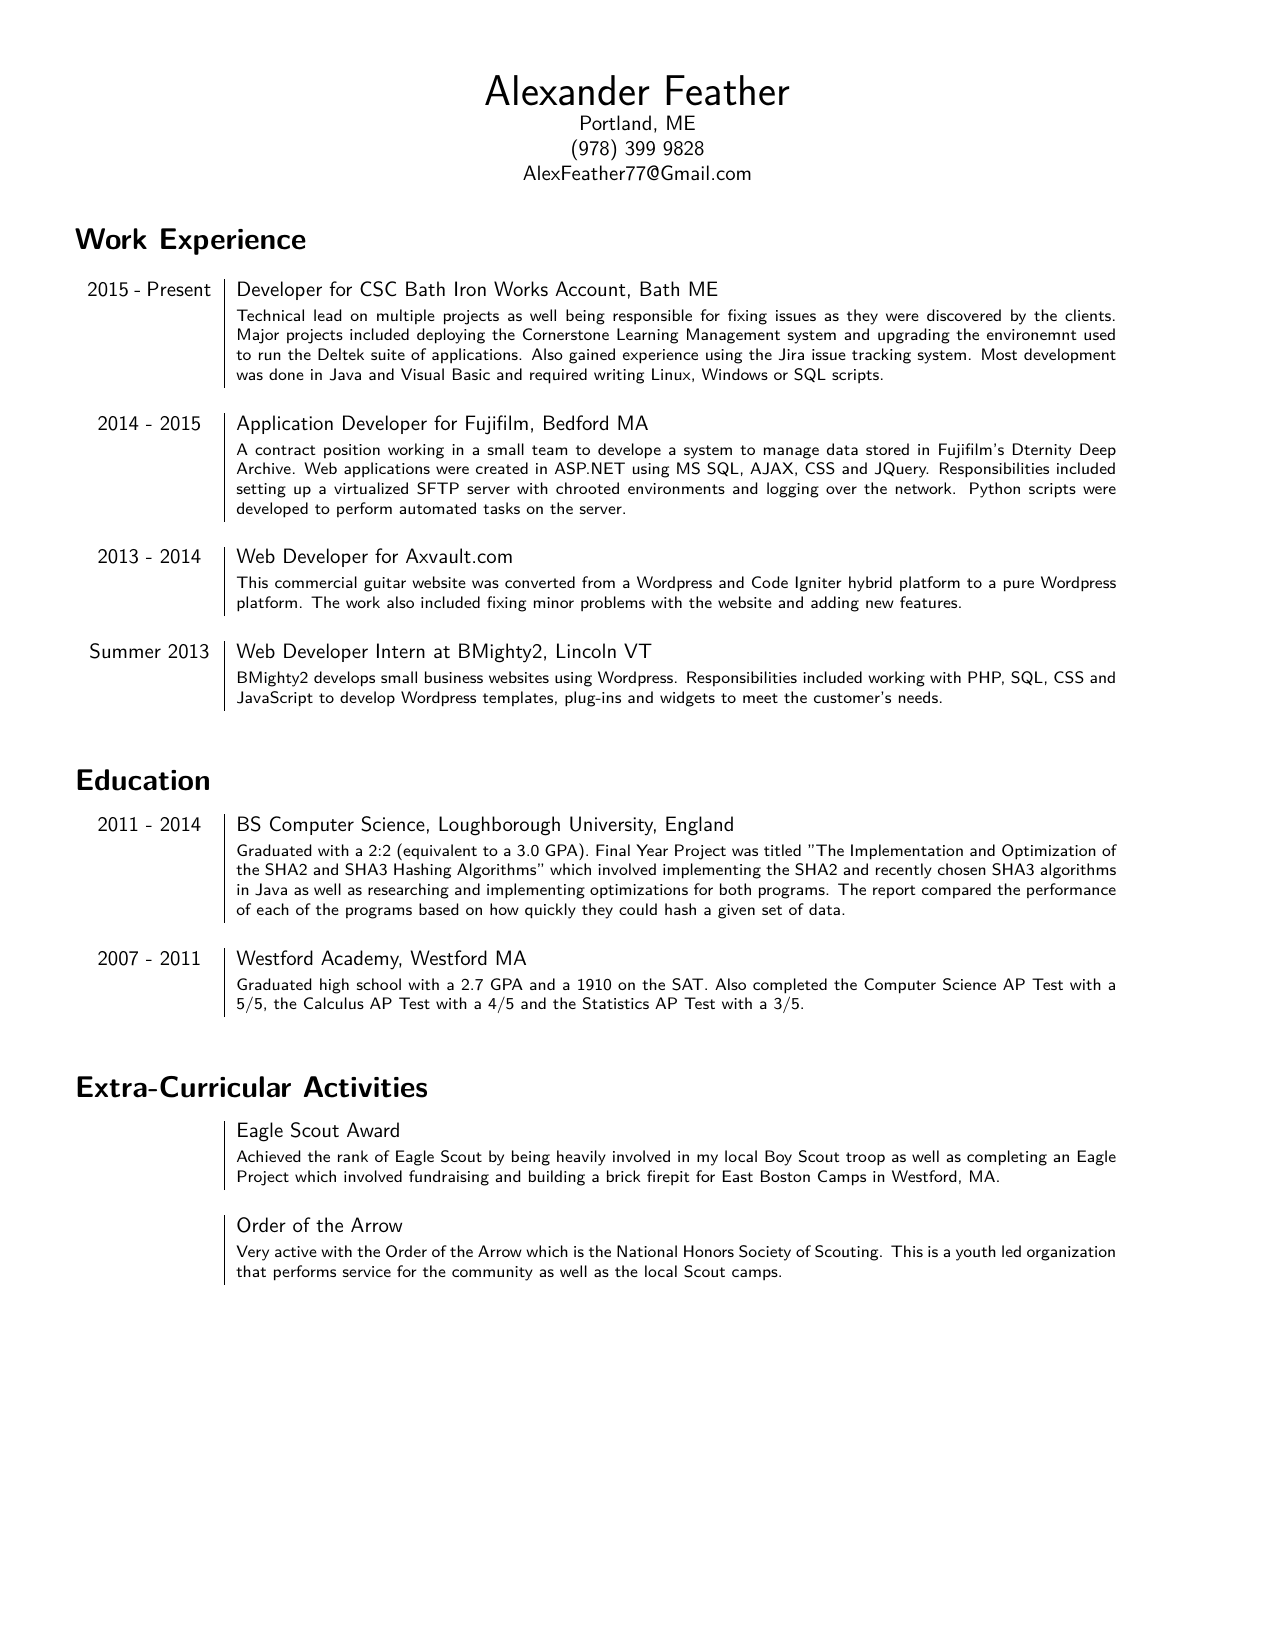 Alexander Feather
Portland, ME
(978) 399 9828
AlexFeather77@Gmail.com
Work Experience
2015 - Present
Developer for CSC Bath Iron Works Account, Bath ME
Technical lead on multiple projects as well being responsible for fixing issues as they were discovered by the clients.
Major projects included deploying the Cornerstone Learning Management system and upgrading the environemnt used
to run the Deltek suite of applications. Also gained experience using the Jira issue tracking system. Most development
was done in Java and Visual Basic and required writing Linux, Windows or SQL scripts.
2014 - 2015
Application Developer for Fujifilm, Bedford MA
A contract position working in a small team to develope a system to manage data stored in Fujifilm's Dternity Deep
Archive. Web applications were created in ASP.NET using MS SQL, AJAX, CSS and JQuery. Responsibilities included
setting up a virtualized SFTP server with chrooted environments and logging over the network. Python scripts were
developed to perform automated tasks on the server.
2013 - 2014
Web Developer for Axvault.com
This commercial guitar website was converted from a Wordpress and Code Igniter hybrid platform to a pure Wordpress
platform. The work also included fixing minor problems with the website and adding new features.
Summer 2013
Web Developer Intern at BMighty2, Lincoln VT
BMighty2 develops small business websites using Wordpress. Responsibilities included working with PHP, SQL, CSS and
JavaScript to develop Wordpress templates, plug-ins and widgets to meet the customer's needs.
Education
2011 - 2014
BS Computer Science, Loughborough University, England
Graduated with a 2:2 (equivalent to a 3.0 GPA). Final Year Project was titled "The Implementation and Optimization of
the SHA2 and SHA3 Hashing Algorithms" which involved implementing the SHA2 and recently chosen SHA3 algorithms
in Java as well as researching and implementing optimizations for both programs. The report compared the performance
of each of the programs based on how quickly they could hash a given set of data.
2007 - 2011
Westford Academy, Westford MA
Graduated high school with a 2.7 GPA and a 1910 on the SAT. Also completed the Computer Science AP Test with a
5/5, the Calculus AP Test with a 4/5 and the Statistics AP Test with a 3/5.
Extra-Curricular Activities
Eagle Scout Award
Achieved the rank of Eagle Scout by being heavily involved in my local Boy Scout troop as well as completing an Eagle
Project which involved fundraising and building a brick firepit for East Boston Camps in Westford, MA.
Order of the Arrow
Very active with the Order of the Arrow which is the National Honors Society of Scouting. This is a youth led organization
that performs service for the community as well as the local Scout camps.